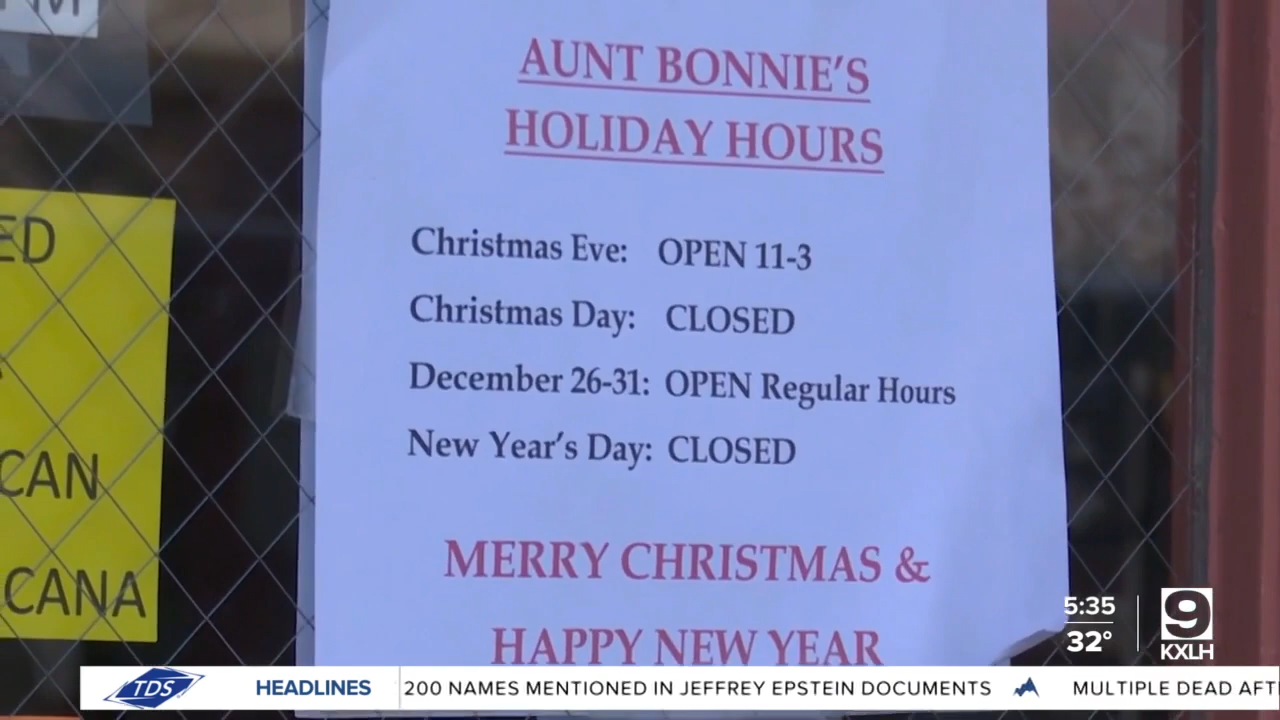 AUNT BONNIE'S
HOLIDAY HOURS
Christmas Eve: OPEN 11-3
Christmas Day: CLOSED
December 26-31: OPEN Regular Hours
New Year's Day: CLOSED
MERRY CHRISTMAS &
HAPPY NEW YEAR
ED
CAN
CANA
5:35
32°
9
KXLH
TDS HEADLINES 200 NAMES MENTIONED IN JEFFREY EPSTEIN DOCUMENTS MULTIPLE DEAD AFT